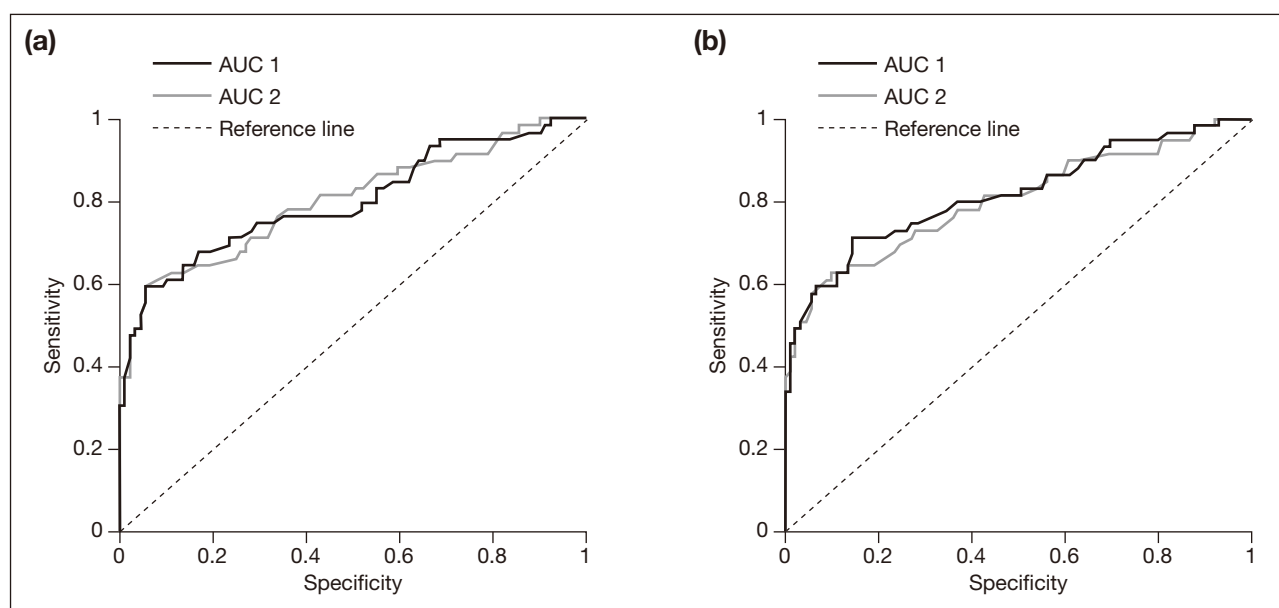 (a)
AUC 1
AUC 2
Reference line
1
0.8
0.6
0.4
0.2
0
Sensitivity
0 0.2 0.4 0.6 0.8 1
Specificity
(b)
AUC 1
AUC 2
Reference line
1
0.8
0.6
0.4
0.2
0
Sensitivity
0 0.2 0.4 0.6 0.8 1
Specificity